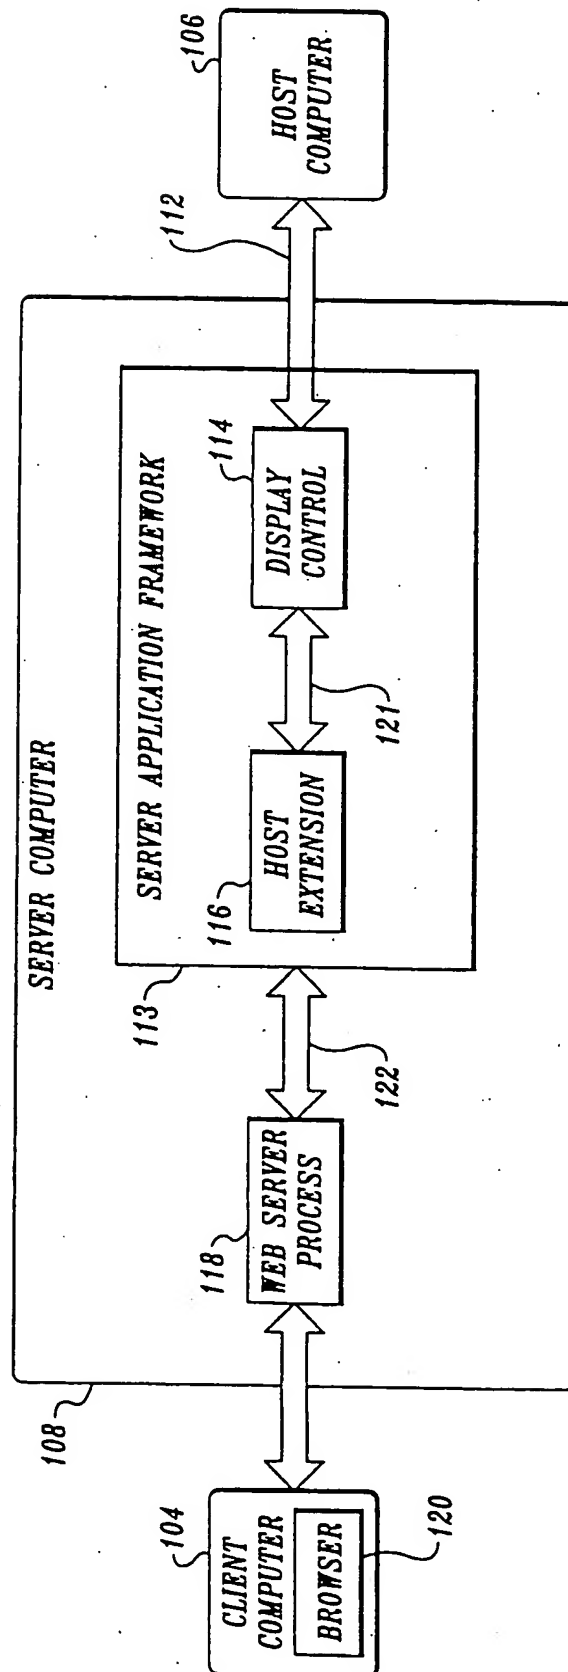 SERVER COMPUTER
108
104
CLIENT
COMPUTER
BROWSER
120
118
WEB SERVER
PROCESS
122
113
SERVER APPLICATION FRAMEWORK
116
HOST
EXTENSION
121
114
DISPLAY
CONTROL
112
106
HOST
COMPUTER